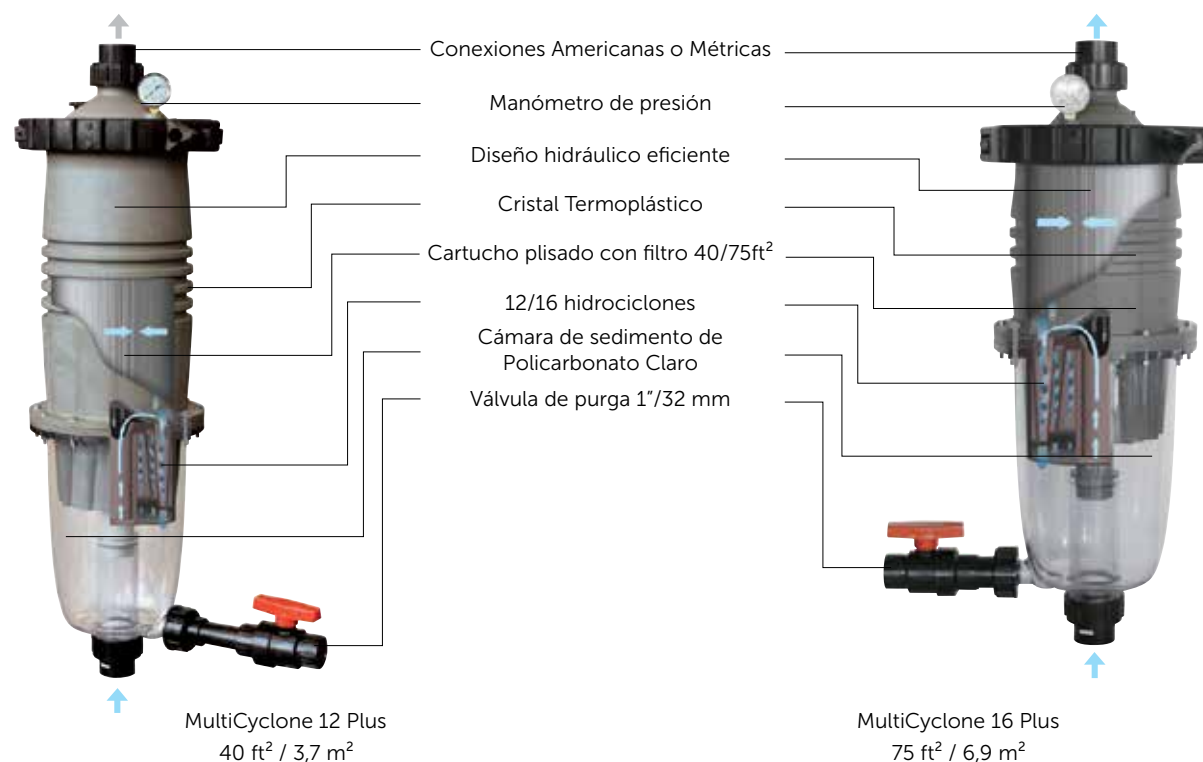 Conexiones Americanas o Métricas
Manómetro de presión
Diseño hidráulico eficiente
Cristal Termoplástico
Cartucho plisado con filtro 40/75ft²
12/16 hidrociclones
Cámara de sedimento de
Policarbonato Claro
Válvula de purga 1”/32 mm
MultiCyclone 12 Plus
40 ft² / 3,7 m²
MultiCyclone 16 Plus
75 ft² / 6,9 m²